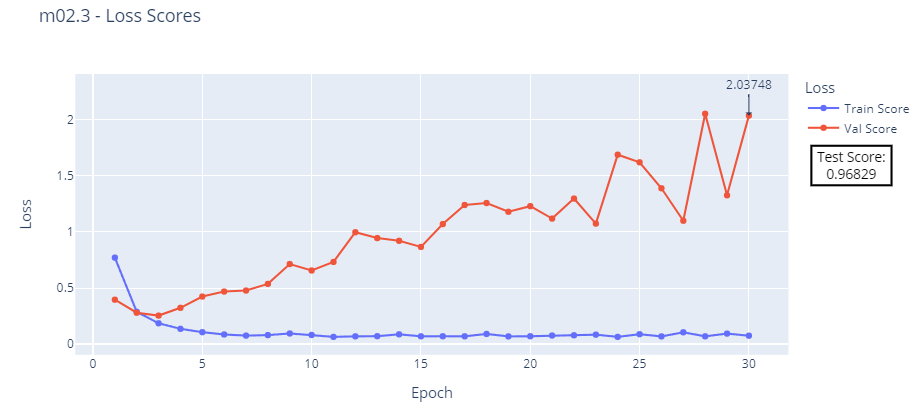 m02.3 - Loss Scores
2.03748
Loss
Train Score
Val Score
Test Score:
0.96829
2
1.5
1
0.5
0
Loss
0 5 10 15 20 25 30
Epoch